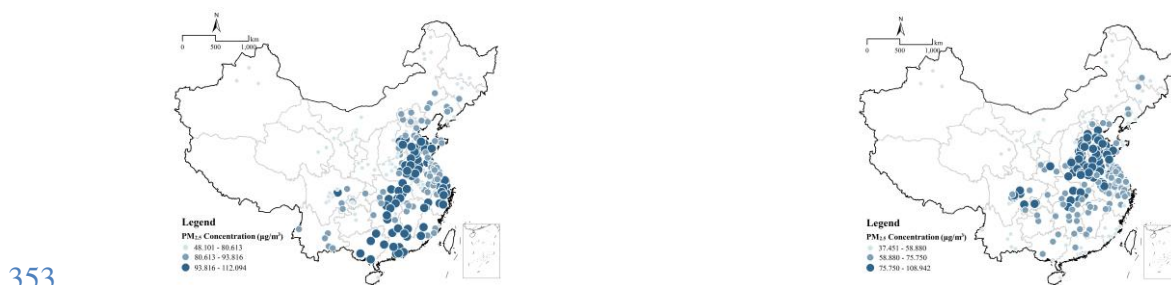 N
km
0 500 1,000
Legend
PM2.5 Concentration (μg/m³)
48.101 - 80.613
80.613 - 93.816
93.816 - 112.094
N
km
0 500 1,000
Legend
PM2.5 Concentration (μg/m³)
37.451 - 58.880
58.880 - 75.750
75.750 - 108.942
353